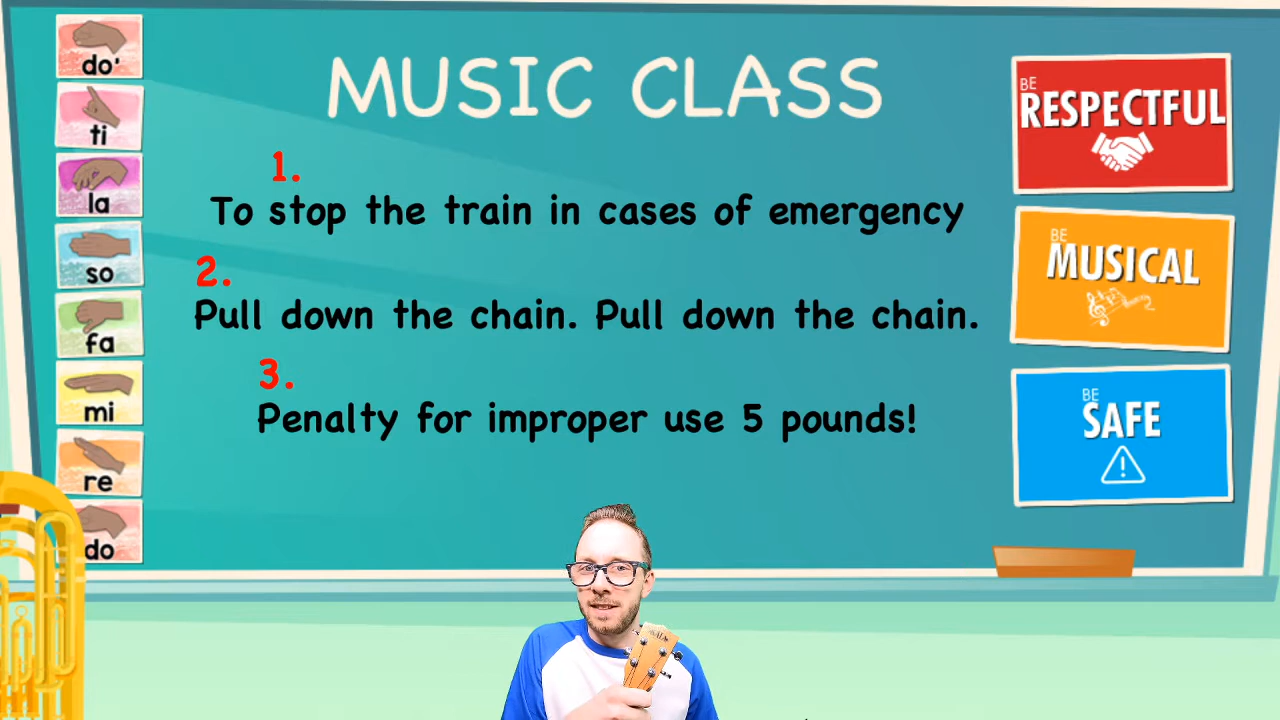 MUSIC CLASS
do'
ti
la
so
fa
mi
re
do
1.
To stop the train in cases of emergency
2.
Pull down the chain. Pull down the chain.
3.
Penalty for improper use 5 pounds!
BE
RESPECTFUL
BE
MUSICAL
BE
SAFE